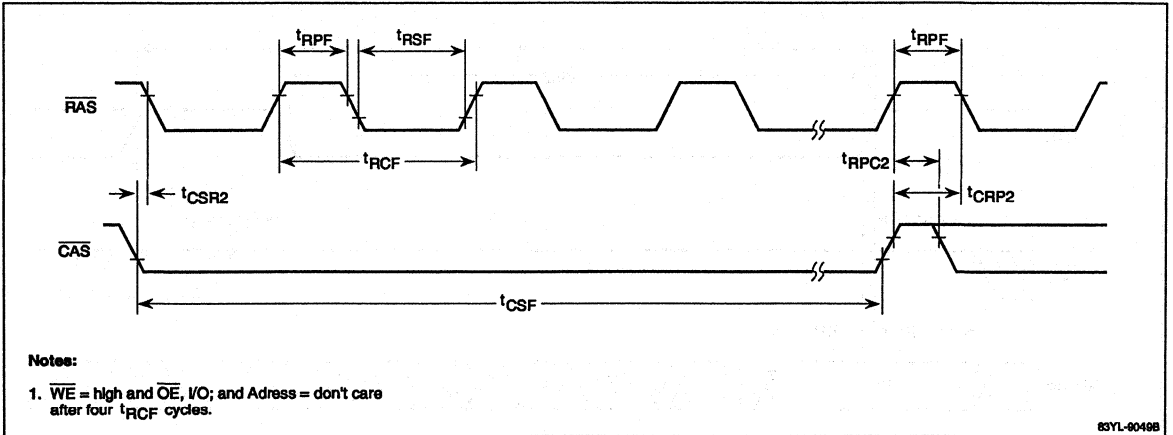 tRPF
tRSF
tRPF
RAS
tRCF
tRPC2
tCSR2
tCRP2
CAS
tCSF
Notes:
1. WE = high and OE, I/O; and Adress = don't care
after four tRCF cycles.
83YL-9049B